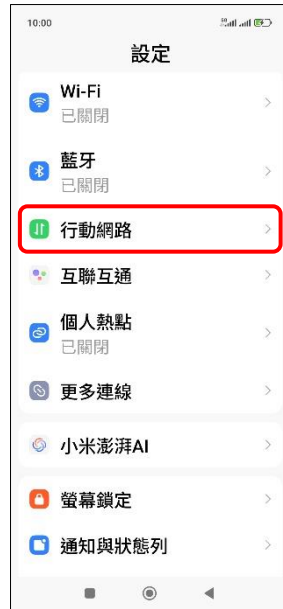 10:00
設定
Wi-Fi
已關閉
藍牙
已關閉
行動網路
互聯互通
個人熱點
已關閉
更多連線
小米澎湃AI
螢幕鎖定
通知與狀態列